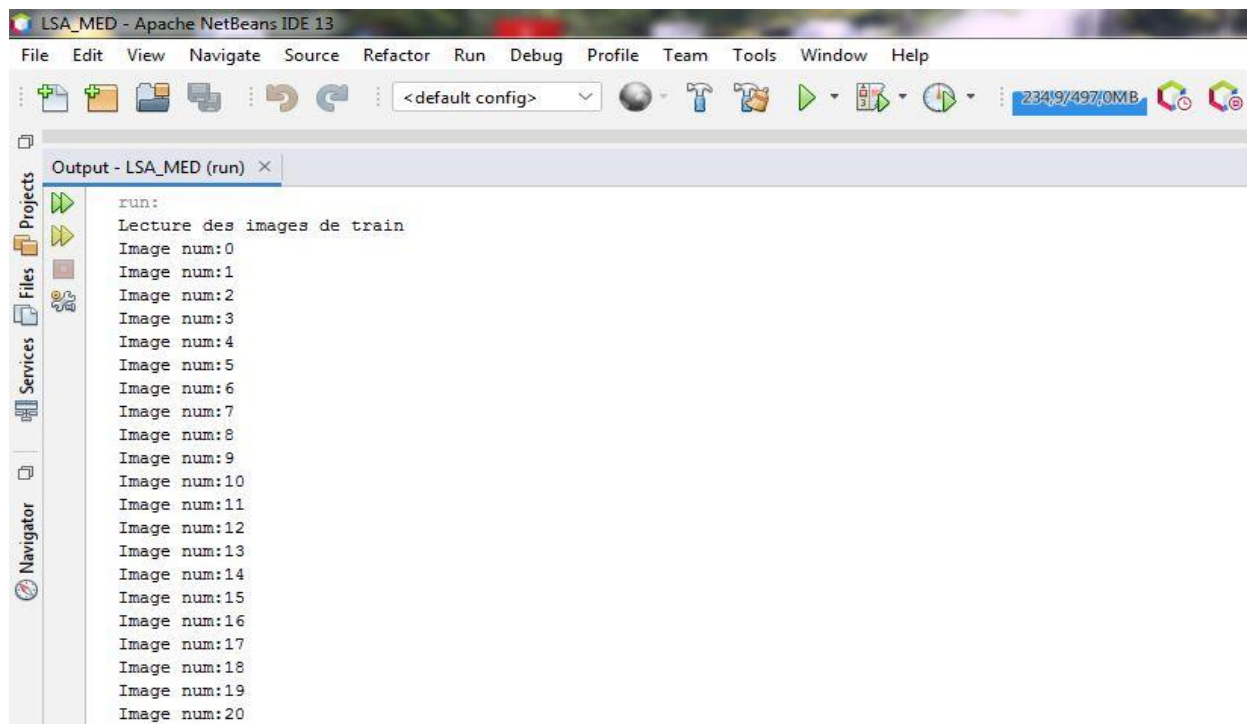 LSA_MED - Apache NetBeans IDE 13
File Edit View Navigate Source Refactor Run Debug Profile Team Tools Window Help
<default config> 234,9/497,0MB
Output - LSA_MED (run)
Projects
Files
Services
Navigator
run:
Lecture des images de train
Image num:0
Image num:1
Image num:2
Image num:3
Image num:4
Image num:5
Image num:6
Image num:7
Image num:8
Image num:9
Image num:10
Image num:11
Image num:12
Image num:13
Image num:14
Image num:15
Image num:16
Image num:17
Image num:18
Image num:19
Image num:20